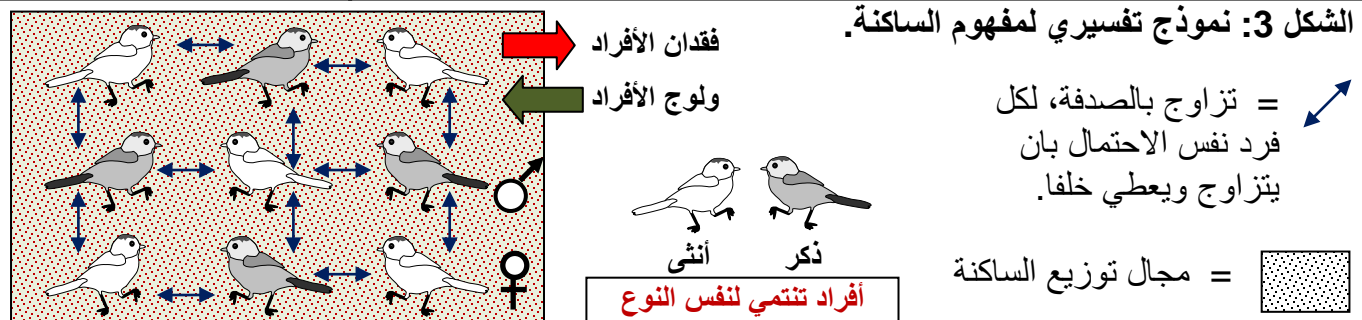 الشكل 3: نموذج تفسيري لمفهوم الساكنة.
= تزاوج بالصدفة، لكل
فرد نفس الاحتمال بان
يتزاوج ويعطي خلفا.
= مجال توزيع الساكنة
فقدان الأفراد
ولوج الأفراد
ذكر
أنثى
أفراد تنتمي لنفس النوع
♂
♀